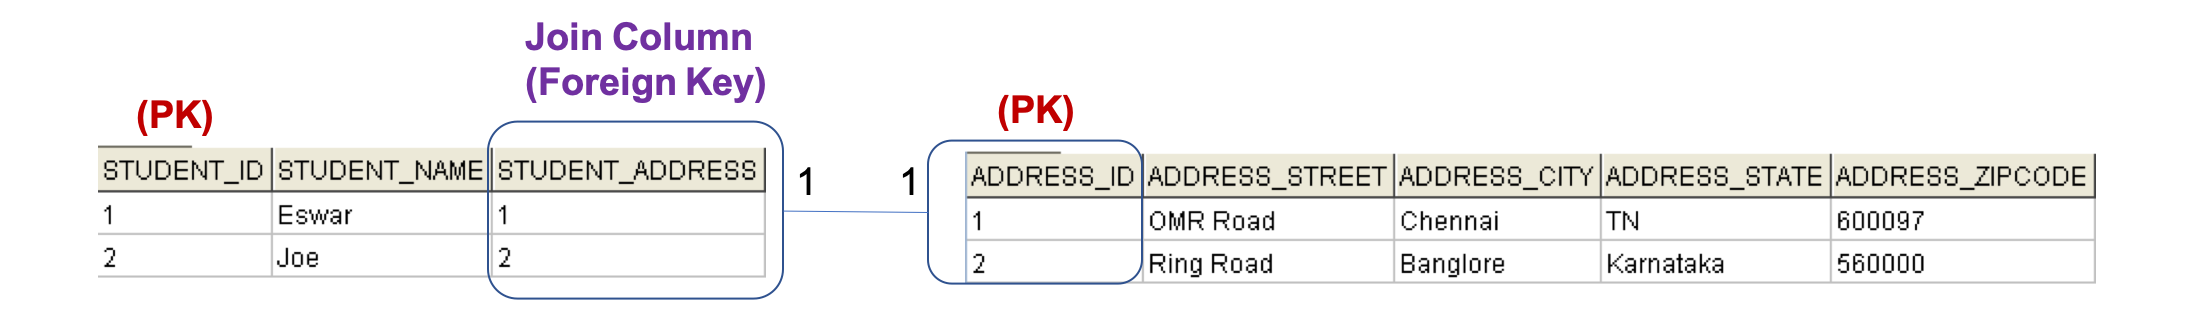 Join Column
(Foreign Key)
(PK)
(PK)
STUDENT_ID STUDENT_NAME STUDENT_ADDRESS
1 Eswar 1
2 Joe 2
1 1
ADDRESS_ID ADDRESS_STREET ADDRESS_CITY ADDRESS_STATE ADDRESS_ZIPCODE
1 OMR Road Chennai TN 600097
2 Ring Road Banglore Karnataka 560000